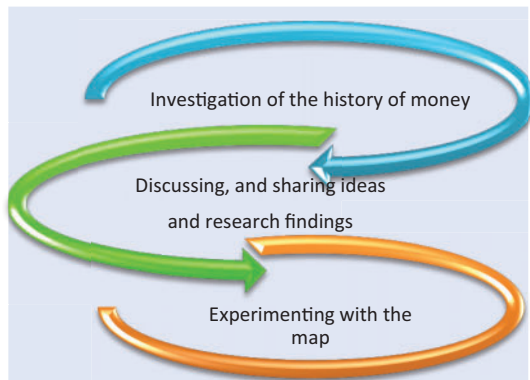 Investigation of the history of money
Discussing, and sharing ideas
and research findings
Experimenting with the
map